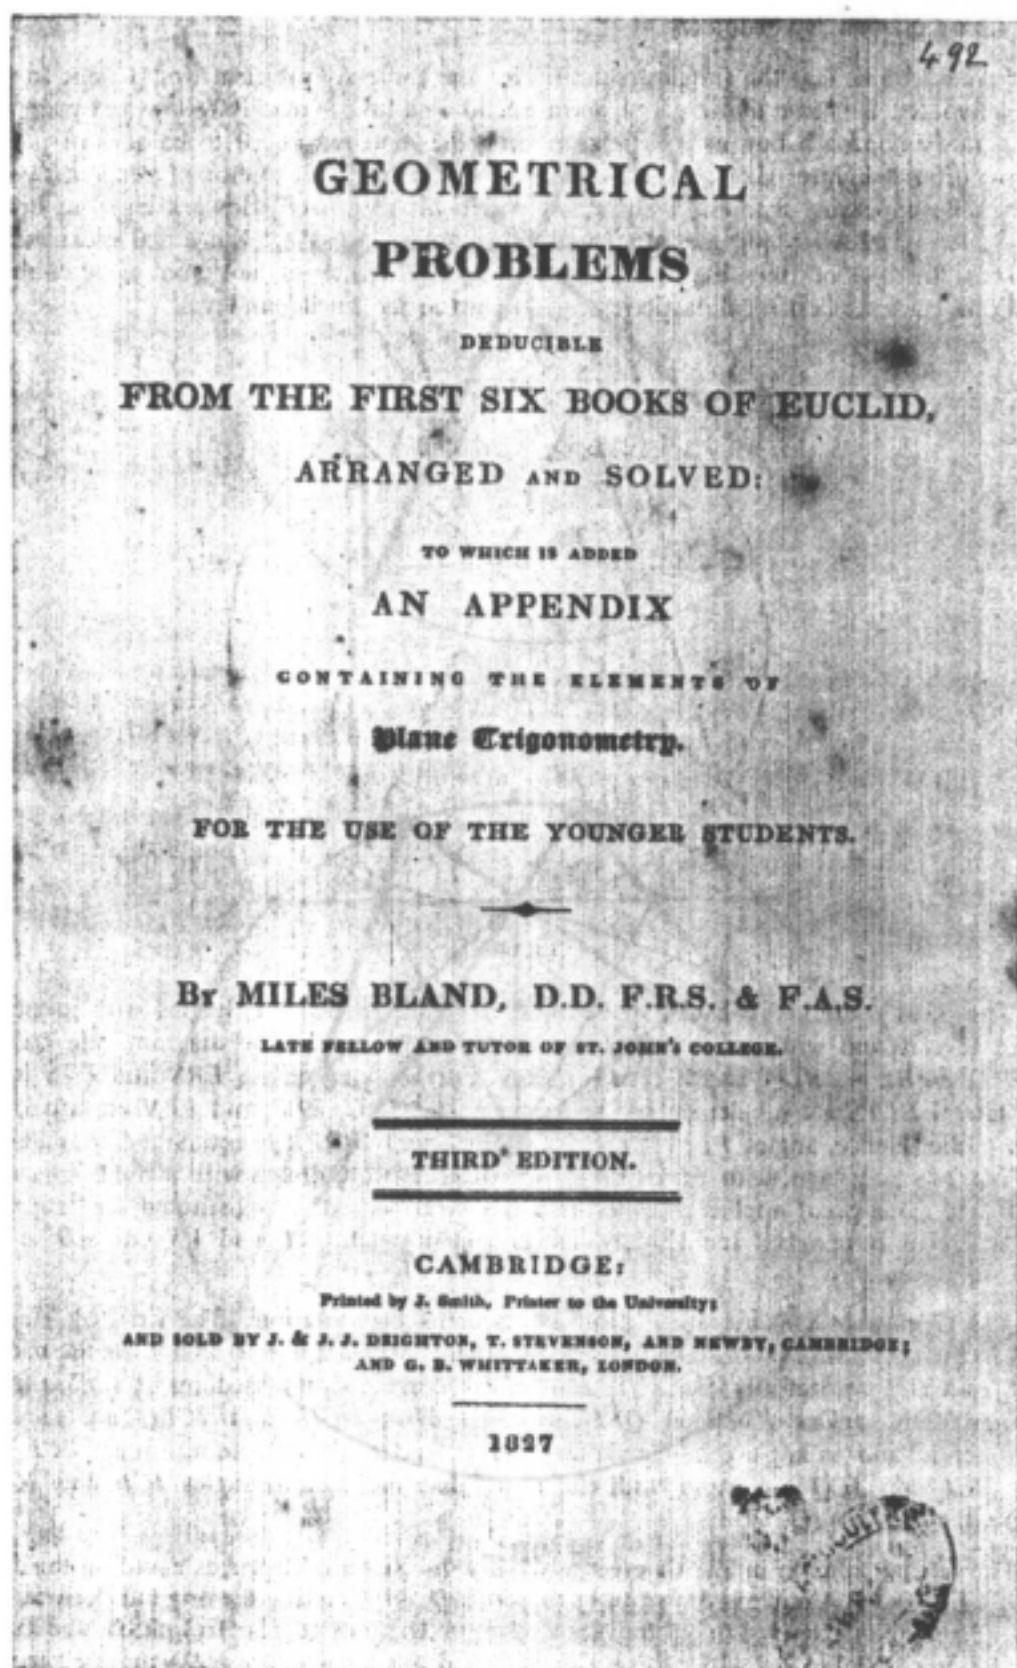 492
GEOMETRICAL
PROBLEMS
DEDUCIBLE
FROM THE FIRST SIX BOOKS OF EUCLID,
ARRANGED AND SOLVED:
TO WHICH IS ADDED
AN APPENDIX
CONTAINING THE ELEMENTS OF
Plane Trigonometry.
FOR THE USE OF THE YOUNGER STUDENTS.
By MILES BLAND, D.D. F.R.S. & F.A.S.
LATE FELLOW AND TUTOR OF ST. JOHN'S COLLEGE.
THIRD EDITION.
CAMBRIDGE:
Printed by J. Smith, Printer to the University;
AND SOLD BY J. & J. J. DEIGHTON, T. STEVENSON, AND NEWBY, CAMBRIDGE;
AND G. B. WHITTAKER, LONDON.
1827